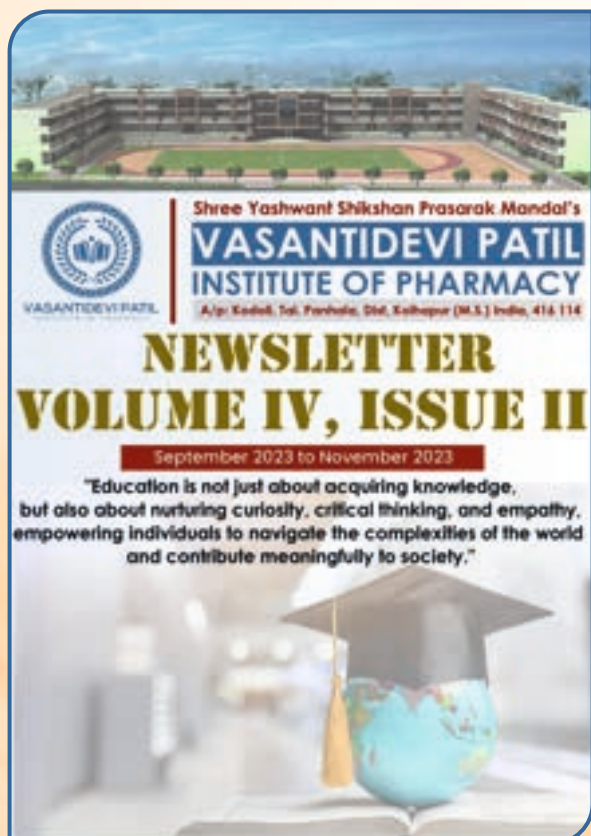 Shree Yashwant Shikshan Prasarak Mandal's
VASANTIDEVI PATIL
INSTITUTE OF PHARMACY
VASANTIDEVI PATIL
A/p: Kodoli, Tal. Panhala, Dist. Kolhapur (M.S.) India, 416 114
NEWSLETTER
VOLUME IV, ISSUE II
September 2023 to November 2023
"Education is not just about acquiring knowledge,
but also about nurturing curiosity, critical thinking, and empathy,
empowering individuals to navigate the complexities of the world
and contribute meaningfully to society."